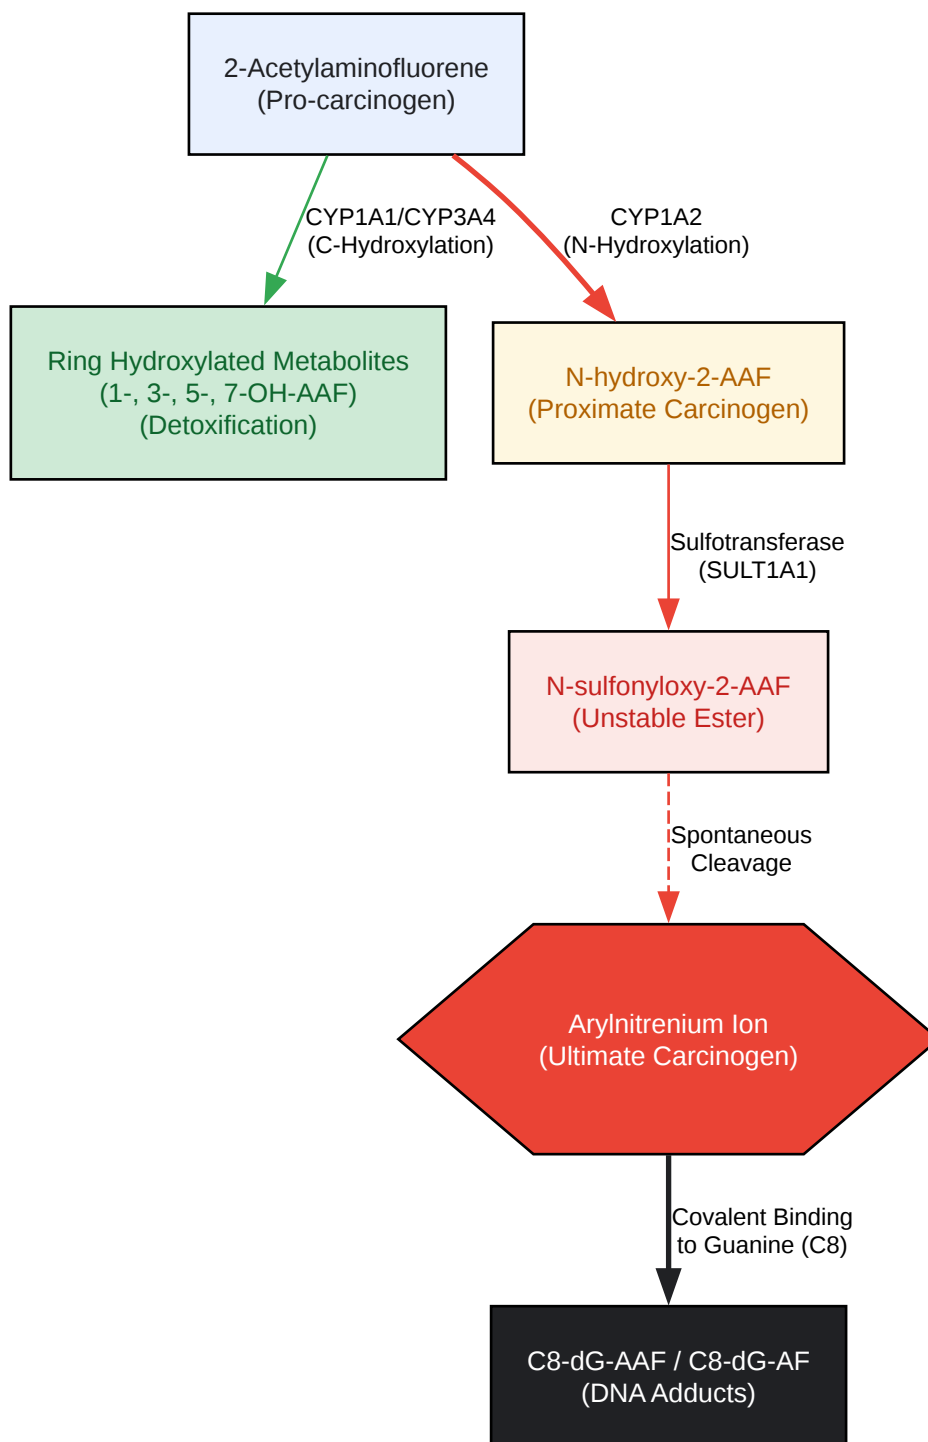 2-Acetylaminofluorene
(Pro-carcinogen)
CYP1A1/CYP3A4
(C-Hydroxylation)
CYP1A2
(N-Hydroxylation)
Ring Hydroxylated Metabolites
(1-, 3-, 5-, 7-OH-AAF)
(Detoxification)
N-hydroxy-2-AAF
(Proximate Carcinogen)
Sulfotransferase
(SULT1A1)
N-sulfonyloxy-2-AAF
(Unstable Ester)
Spontaneous
Cleavage
Arylnitrenium Ion
(Ultimate Carcinogen)
Covalent Binding
to Guanine (C8)
C8-dG-AAF / C8-dG-AF
(DNA Adducts)